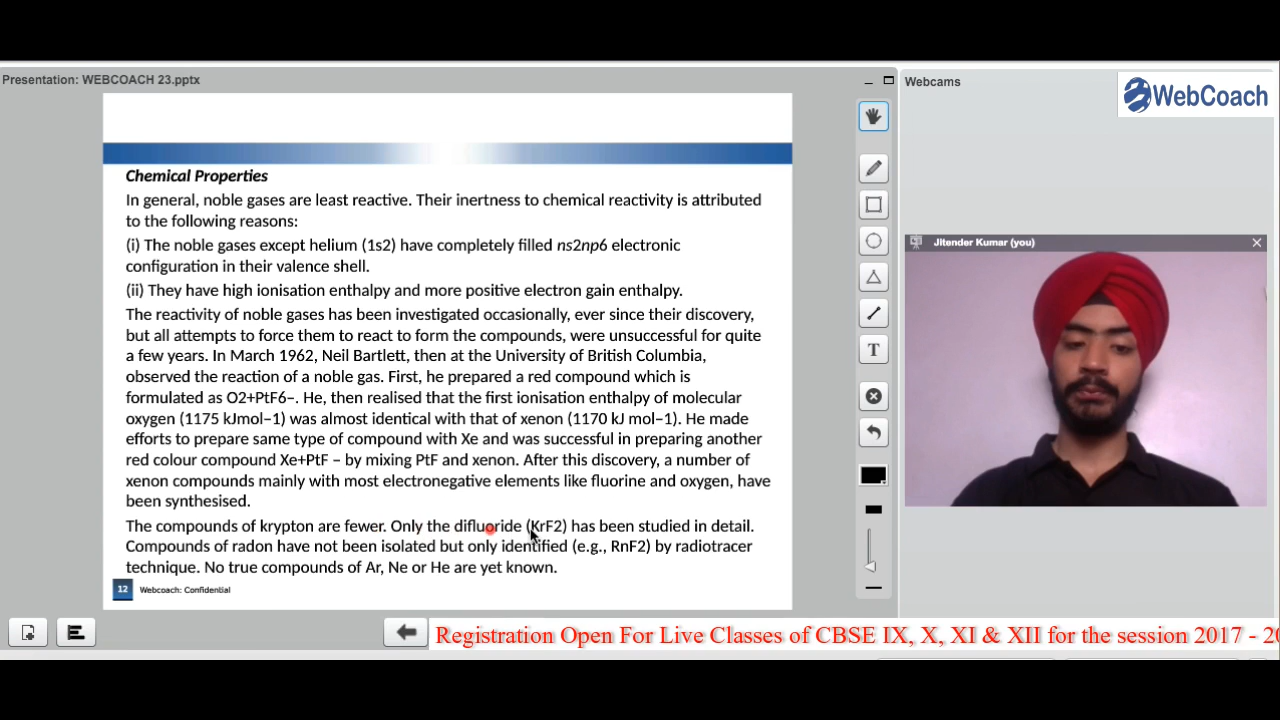 Presentation: WEBCOACH 23.pptx
Webcams
WebCoach
Chemical Properties
In general, noble gases are least reactive. Their inertness to chemical reactivity is attributed
to the following reasons:
(i) The noble gases except helium (1s2) have completely filled ns2np6 electronic
configuration in their valence shell.
(ii) They have high ionisation enthalpy and more positive electron gain enthalpy.
The reactivity of noble gases has been investigated occasionally, ever since their discovery,
but all attempts to force them to react to form the compounds, were unsuccessful for quite
a few years. In March 1962, Neil Bartlett, then at the University of British Columbia,
observed the reaction of a noble gas. First, he prepared a red compound which is
formulated as O2+PtF6–. He, then realised that the first ionisation enthalpy of molecular
oxygen (1175 kJmol–1) was almost identical with that of xenon (1170 kJ mol–1). He made
efforts to prepare same type of compound with Xe and was successful in preparing another
red colour compound Xe+PtF – by mixing PtF and xenon. After this discovery, a number of
xenon compounds mainly with most electronegative elements like fluorine and oxygen, have
been synthesised.
The compounds of krypton are fewer. Only the difluoride (KrF2) has been studied in detail.
Compounds of radon have not been isolated but only identified (e.g., RnF2) by radiotracer
technique. No true compounds of Ar, Ne or He are yet known.
12
Webcoach: Confidential
T
Jitender Kumar (you)
Registration Open For Live Classes of CBSE IX, X, XI & XII for the session 2017 - 20